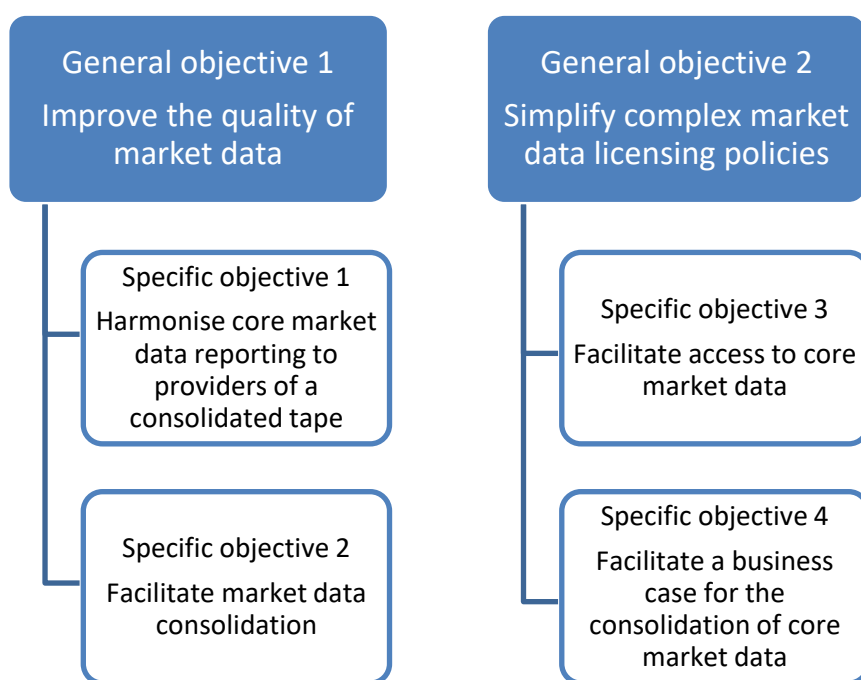 General objective 1
Improve the quality of
market data
Specific objective 1
Harmonise core market
data reporting to
providers of a
consolidated tape
Specific objective 2
Facilitate market data
consolidation
General objective 2
Simplify complex market
data licensing policies
Specific objective 3
Facilitate access to core
market data
Specific objective 4
Facilitate a business
case for the
consolidation of core
market data